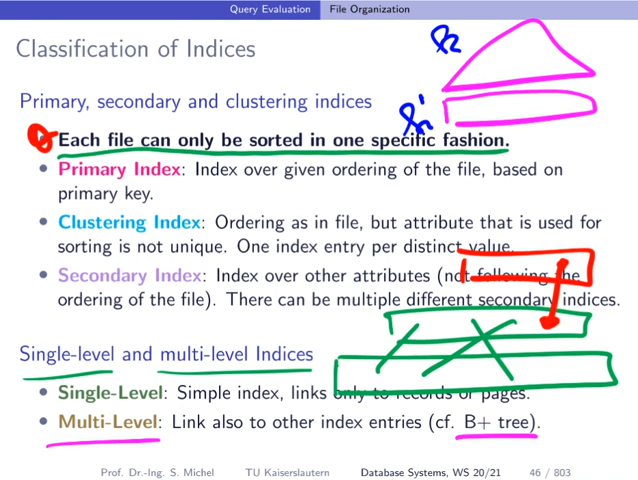 Query Evaluation File Organization
Classification of Indices
Primary, secondary and clustering indices
Each file can only be sorted in one specific fashion.
• Primary Index: Index over given ordering of the file, based on
primary key.
• Clustering Index: Ordering as in file, but attribute that is used for
sorting is not unique. One index entry per distinct value.
• Secondary Index: Index over other attributes (not following the
ordering of the file). There can be multiple different secondary indices.
Single-level and multi-level Indices
• Single-Level: Simple index, links only to records or pages.
• Multi-Level: Link also to other index entries (cf. B+ tree).
Prof. Dr.-Ing. S. Michel TU Kaiserslautern Database Systems, WS 20/21 46 / 803